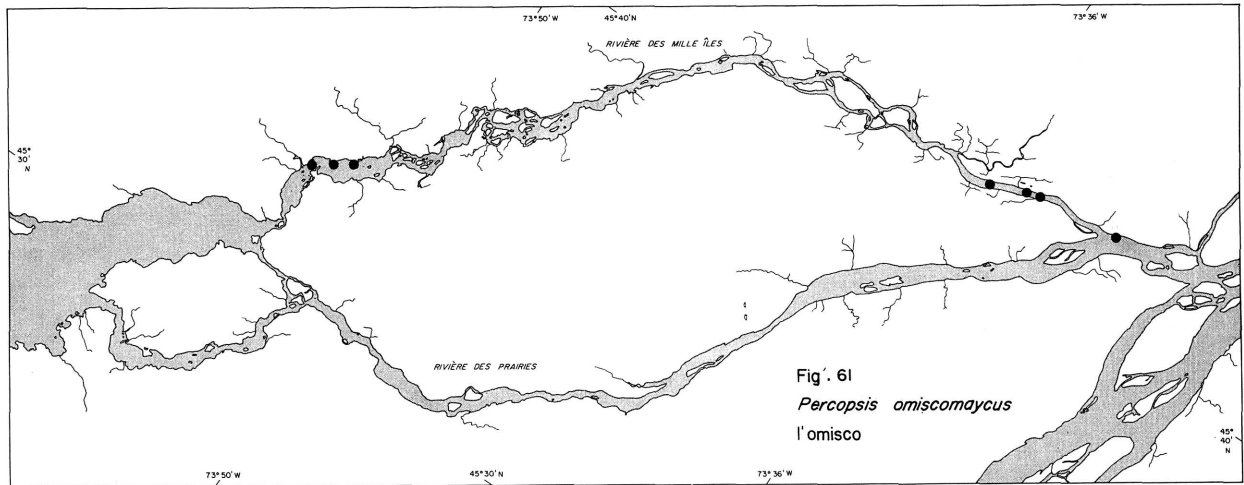 73° 50' W
45° 40' N
73° 36' W
RIVIÈRE DES MILLE ÎLES
45°
30'
N
RIVIÈRE DES PRAIRIES
Fig. 61
Percopsis omiscomaycus
l'omisco
45°
40'
N
73° 50' W
45° 30' N
73° 36' W